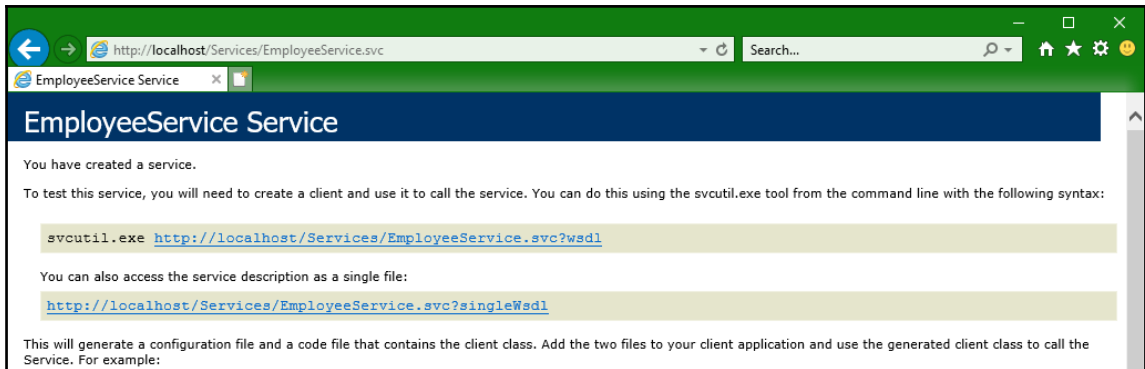 http://localhost/Services/EmployeeService.svc
Search...
EmployeeService Service
EmployeeService Service
You have created a service.
To test this service, you will need to create a client and use it to call the service. You can do this using the svcutil.exe tool from the command line with the following syntax:
svcutil.exe http://localhost/Services/EmployeeService.svc?wsdl
You can also access the service description as a single file:
http://localhost/Services/EmployeeService.svc?singleWsdl
This will generate a configuration file and a code file that contains the client class. Add the two files to your client application and use the generated client class to call the
Service. For example: